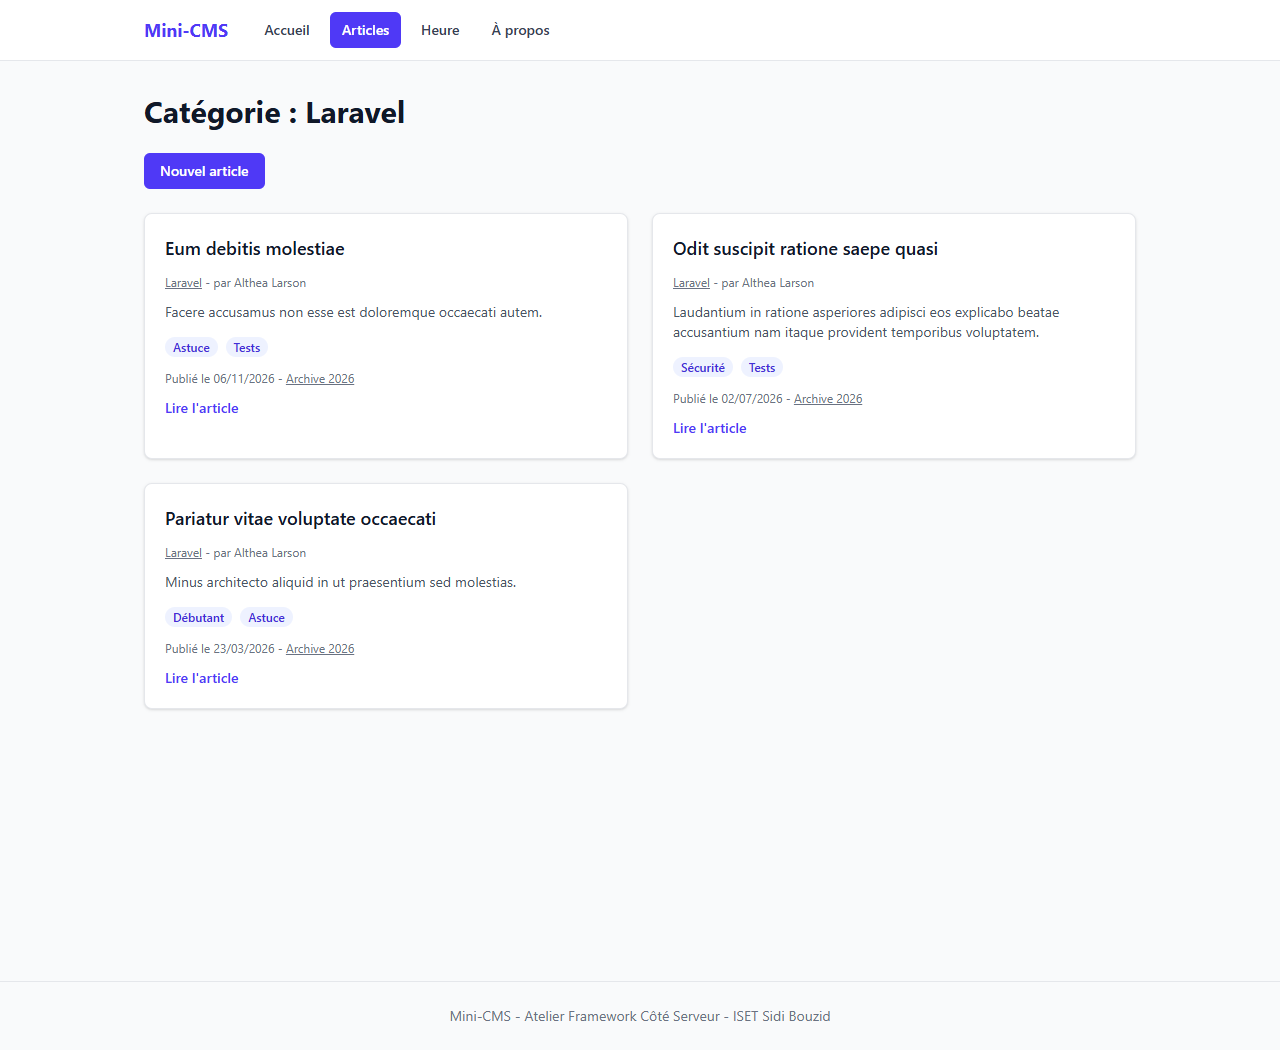 Mini-CMS Accueil Articles Heure À propos
Catégorie : Laravel
Nouvel article
Eum debitis molestiae
Laravel - par Althea Larson
Facere accusamus non esse est doloremque occaecati autem.
Astuce Tests
Publié le 06/11/2026 - Archive 2026
Lire l'article
Odit suscipit ratione saepe quasi
Laravel - par Althea Larson
Laudantium in ratione asperiores adipisci eos explicabo beatae
accusantium nam itaque provident temporibus voluptatem.
Sécurité Tests
Publié le 02/07/2026 - Archive 2026
Lire l'article
Pariatur vitae voluptate occaecati
Laravel - par Althea Larson
Minus architecto aliquid in ut praesentium sed molestias.
Débutant Astuce
Publié le 23/03/2026 - Archive 2026
Lire l'article
Mini-CMS - Atelier Framework Côté Serveur - ISET Sidi Bouzid